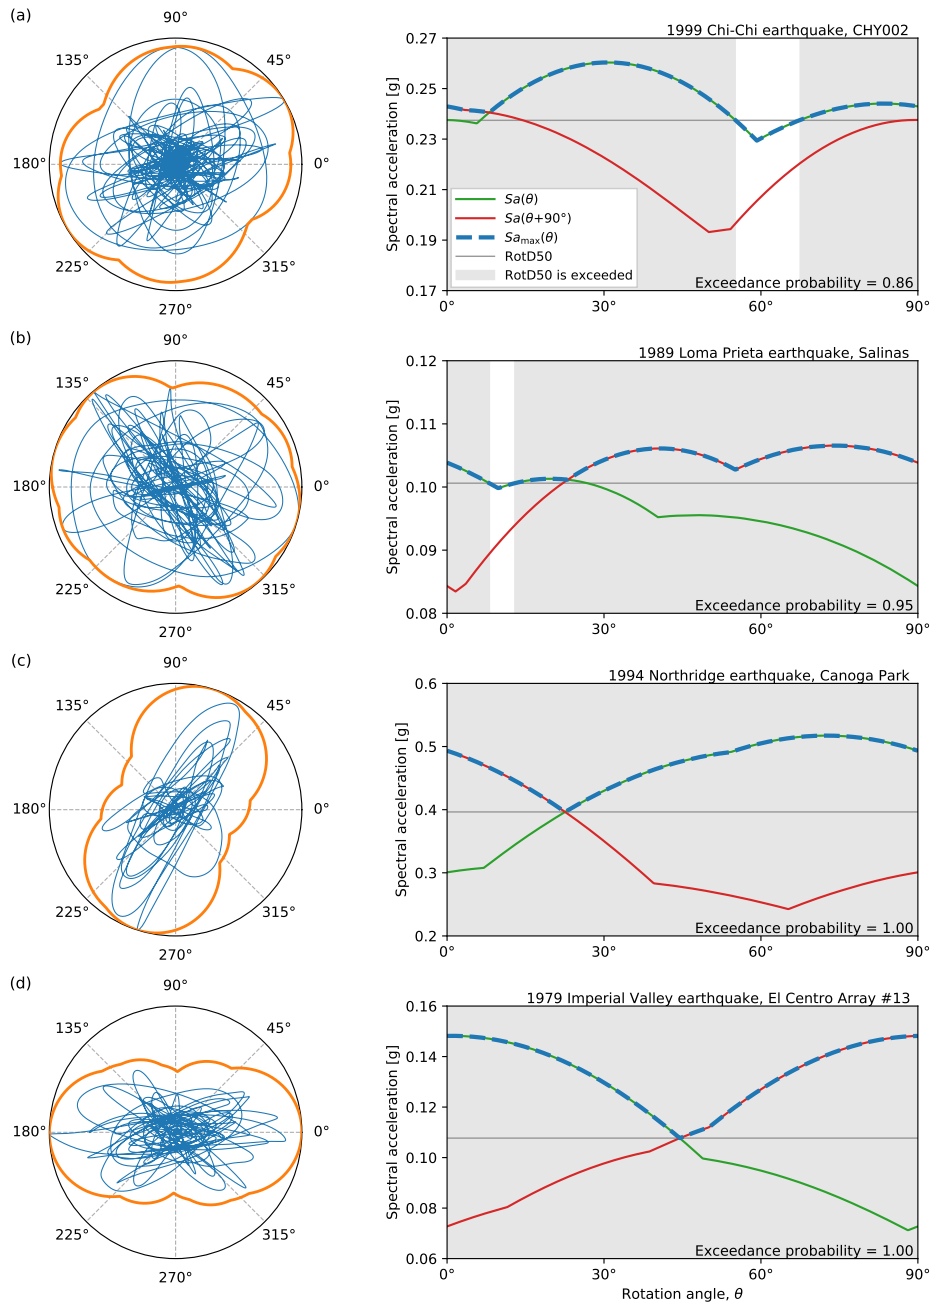 (a)
90°
135°
45°
180°
0°
225°
315°
270°
1999 Chi-Chi earthquake, CHY002
0.27
0.25
0.23
0.21
0.19
0.17
Spectral acceleration [g]
Sa(θ)
Sa(θ+90°)
Samax(θ)
RotD50
RotD50 is exceeded
Exceedance probability = 0.86
0° 30° 60° 90°
(b)
90°
135°
45°
180°
0°
225°
315°
270°
1989 Loma Prieta earthquake, Salinas
0.12
0.11
0.10
0.09
0.08
Spectral acceleration [g]
Exceedance probability = 0.95
0° 30° 60° 90°
(c)
90°
135°
45°
180°
0°
225°
315°
270°
1994 Northridge earthquake, Canoga Park
0.6
0.5
0.4
0.3
0.2
Spectral acceleration [g]
Exceedance probability = 1.00
0° 30° 60° 90°
(d)
90°
135°
45°
180°
0°
225°
315°
270°
1979 Imperial Valley earthquake, El Centro Array #13
0.16
0.14
0.12
0.10
0.08
0.06
Spectral acceleration [g]
Exceedance probability = 1.00
0° 30° 60° 90°
Rotation angle, θ